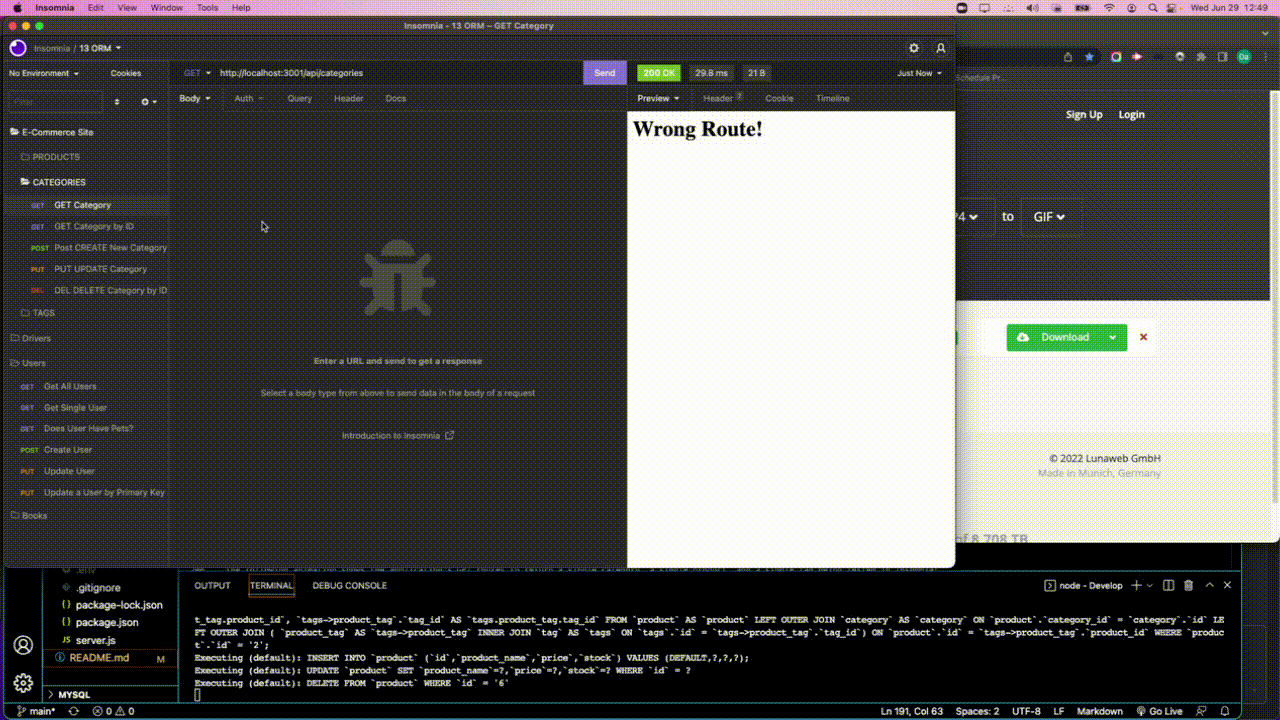 Insomnia Edit View Window Tools Help
Wed Jun 29 12:49
Insomnia - 13 ORM – GET Category
Insomnia / 13 ORM
No Environment Cookies
GET http://localhost:3001/api/categories Send
200 OK 29.8 ms 21 B Just Now
Filter
Body Auth Query Header Docs
Preview Header 7 Cookie Timeline
Wrong Route!
E-Commerce Site
PRODUCTS
CATEGORIES
GET GET Category
GET GET Category by ID
POST Post CREATE New Category
PUT PUT UPDATE Category
DEL DELETE Category by ID
TAGS
Drivers
Users
GET Get All Users
GET Get Single User
GET Does User Have Pets?
POST Create User
PUT Update User
PUT Update a User by Primary Key
Books
Enter a URL and send to get a response
Select a body type from above to send data in the body of a request
Introduction to Insomnia
Da
Schedule Pr...
Sign Up Login
P4 to GIF
Download
© 2022 Lunaweb GmbH
Made in Munich, Germany
of 8,708 TB
.env
.gitignore
package-lock.json
package.json
server.js
README.md M
MYSQL
OUTPUT TERMINAL DEBUG CONSOLE
node - Develop
t_tag.product_id`, `tags->product_tag`.`tag_id` AS `tags.product_tag.tag_id` FROM `product` AS `product` LEFT OUTER JOIN `category` AS `category` ON `product`.`category_id` = `category`.`id` LE
FT OUTER JOIN ( `product_tag` AS `tags->product_tag` INNER JOIN `tag` AS `tags` ON `tags`.`id` = `tags->product_tag`.`tag_id`) ON `product`.`id` = `tags->product_tag`.`product_id` WHERE `produc
t`.`id` = '2';
Executing (default): INSERT INTO `product` (`id`,`product_name`,`price`,`stock`) VALUES (DEFAULT,?,?,?);
Executing (default): UPDATE `product` SET `product_name`=?,`price`=?,`stock`=? WHERE `id` = ?
Executing (default): DELETE FROM `product` WHERE `id` = '6'
main* 0 0
Ln 191, Col 63 Spaces: 2 UTF-8 LF Markdown Go Live